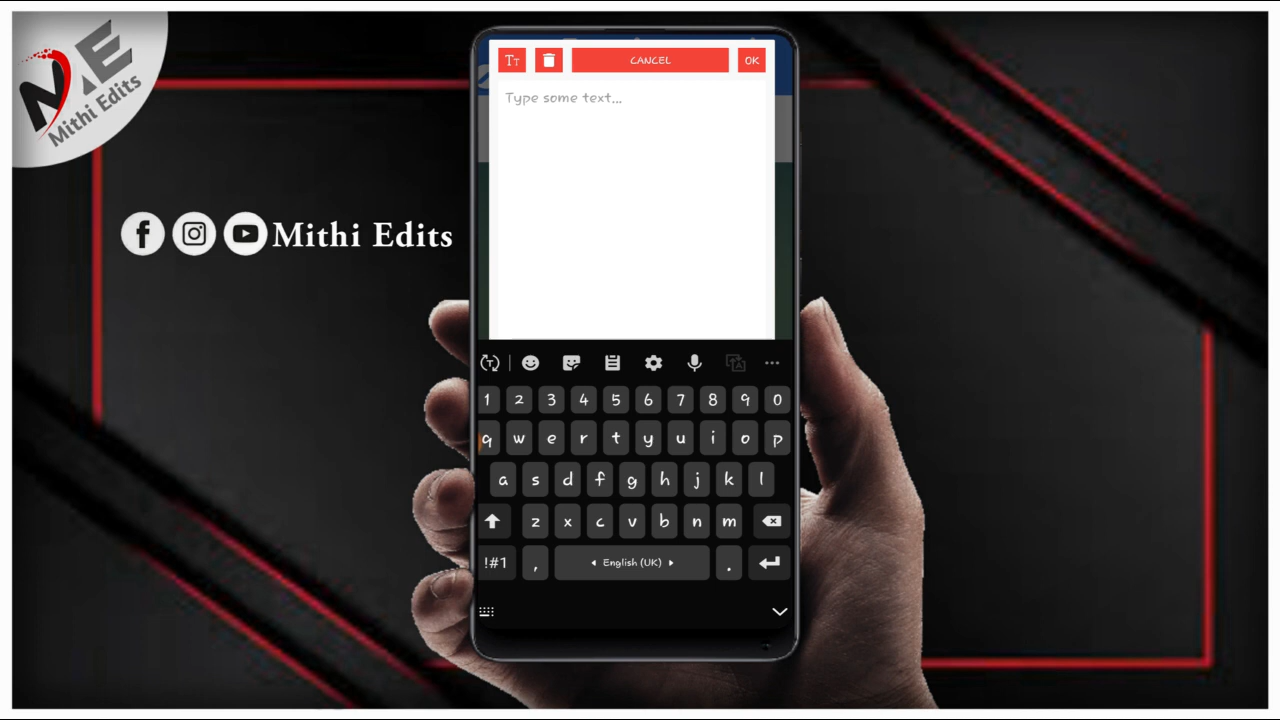 ME
Mithi Edits
Mithi Edits
TT CANCEL OK
Type some text...
1 2 3 4 5 6 7 8 9 0
q w e r t y u i o p
a s d f g h j k l
z x c v b n m
!#1 , English (UK) .